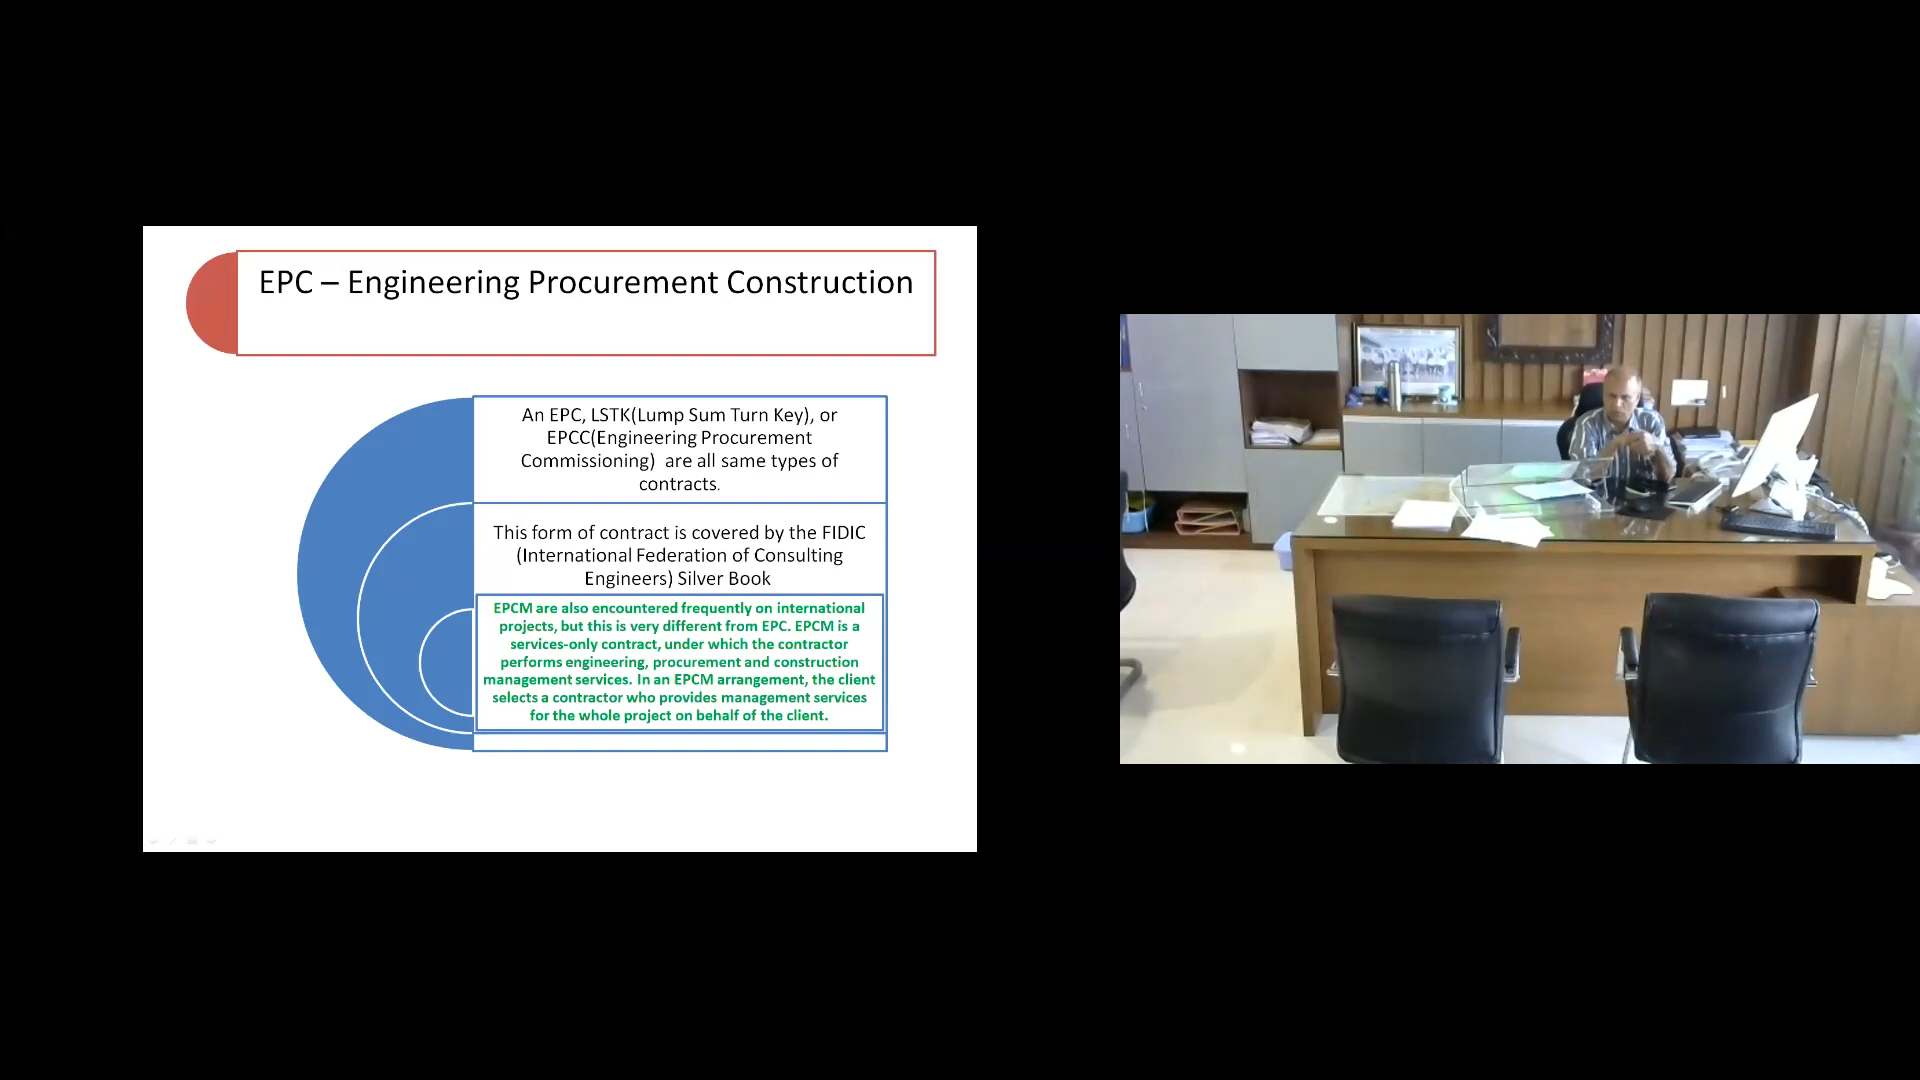 EPC – Engineering Procurement Construction
An EPC, LSTK(Lump Sum Turn Key), or
EPCC(Engineering Procurement
Commissioning)  are all same types of
contracts.
This form of contract is covered by the FIDIC
(International Federation of Consulting
Engineers) Silver Book
EPCM are also encountered frequently on international
projects, but this is very different from EPC. EPCM is a
services-only contract, under which the contractor
performs engineering, procurement and construction
management services. In an EPCM arrangement, the client
selects a contractor who provides management services
for the whole project on behalf of the client.